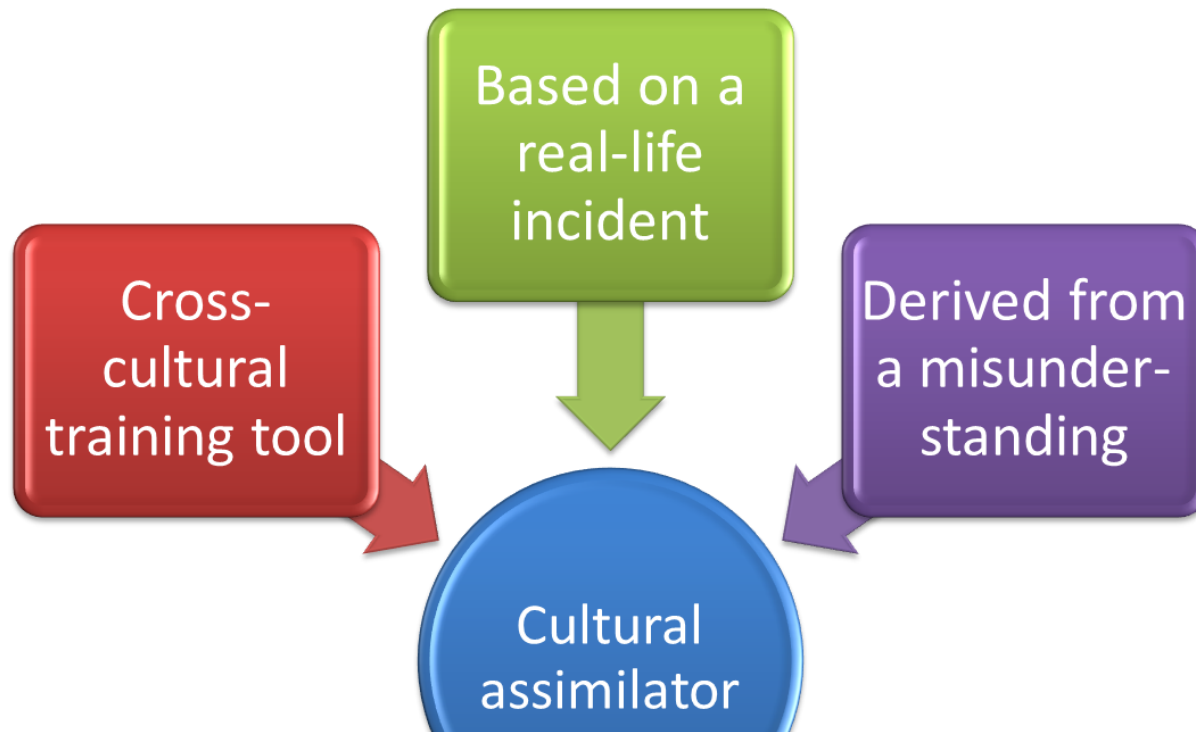 Based on a
real-life
incident
Cross-
cultural
training tool
Derived from
a misunder-
standing
Cultural
assimilator